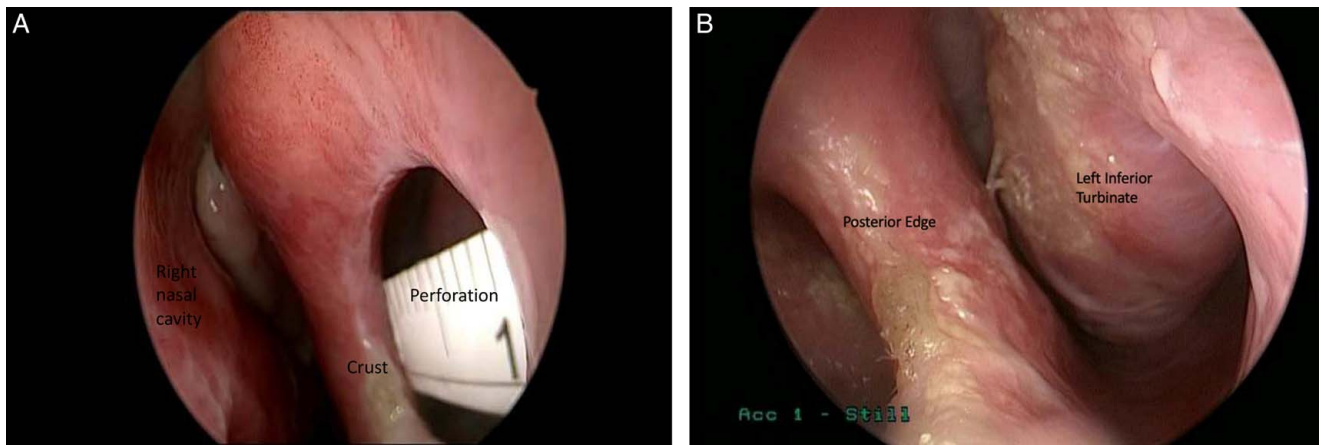 A
Right
nasal
cavity
Perforation
1
Crust
B
Left Inferior
Turbinate
Posterior Edge
Acc 1 - Still